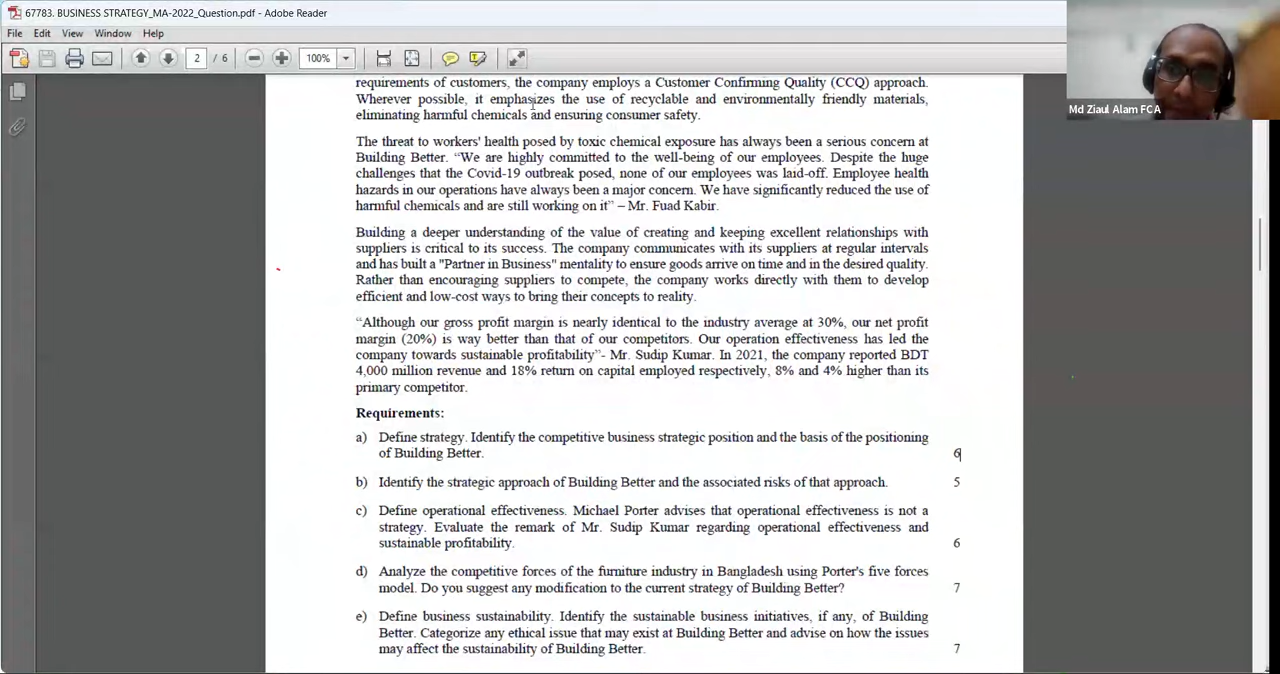 67783. BUSINESS STRATEGY_MA-2022_Question.pdf - Adobe Reader
File Edit View Window Help
2 / 6 100%
Md Ziaul Alam FCA
requirements of customers, the company employs a Customer Confirming Quality (CCQ) approach.
Wherever possible, it emphasizes the use of recyclable and environmentally friendly materials,
eliminating harmful chemicals and ensuring consumer safety.
The threat to workers' health posed by toxic chemical exposure has always been a serious concern at
Building Better. “We are highly committed to the well-being of our employees. Despite the huge
challenges that the Covid-19 outbreak posed, none of our employees was laid-off. Employee health
hazards in our operations have always been a major concern. We have significantly reduced the use of
harmful chemicals and are still working on it” – Mr. Fuad Kabir.
Building a deeper understanding of the value of creating and keeping excellent relationships with
suppliers is critical to its success. The company communicates with its suppliers at regular intervals
and has built a "Partner in Business" mentality to ensure goods arrive on time and in the desired quality.
Rather than encouraging suppliers to compete, the company works directly with them to develop
efficient and low-cost ways to bring their concepts to reality.
“Although our gross profit margin is nearly identical to the industry average at 30%, our net profit
margin (20%) is way better than that of our competitors. Our operation effectiveness has led the
company towards sustainable profitability”- Mr. Sudip Kumar. In 2021, the company reported BDT
4,000 million revenue and 18% return on capital employed respectively, 8% and 4% higher than its
primary competitor.
Requirements:
a) Define strategy. Identify the competitive business strategic position and the basis of the positioning
of Building Better. 6
b) Identify the strategic approach of Building Better and the associated risks of that approach. 5
c) Define operational effectiveness. Michael Porter advises that operational effectiveness is not a
strategy. Evaluate the remark of Mr. Sudip Kumar regarding operational effectiveness and
sustainable profitability. 6
d) Analyze the competitive forces of the furniture industry in Bangladesh using Porter's five forces
model. Do you suggest any modification to the current strategy of Building Better? 7
e) Define business sustainability. Identify the sustainable business initiatives, if any, of Building
Better. Categorize any ethical issue that may exist at Building Better and advise on how the issues
may affect the sustainability of Building Better. 7